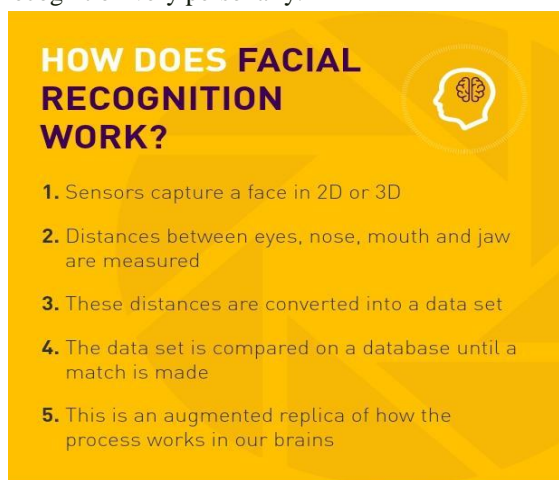 HOW DOES FACIAL
RECOGNITION
WORK?
1. Sensors capture a face in 2D or 3D
2. Distances between eyes, nose, mouth and jaw
are measured
3. These distances are converted into a data set
4. The data set is compared on a database until a
match is made
5. This is an augmented replica of how the
process works in our brains